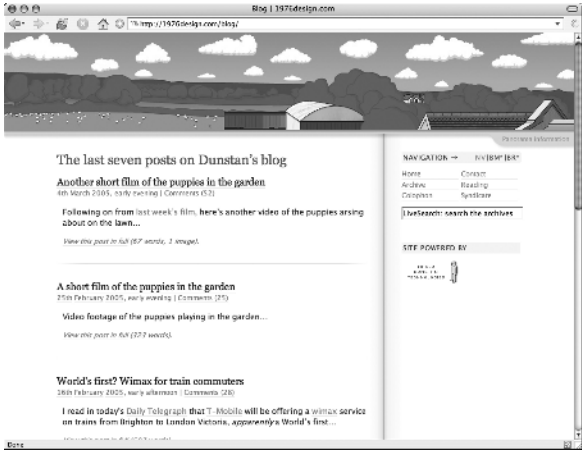 Blog | 1976design.com
http://1976design.com/blog/
Panorama information
The last seven posts on Dunstan's blog
Another short film of the puppies in the garden
4th March 2005, early evening | Comments (52)
Following on from last week's film, here's another video of the puppies arsing
about on the lawn...
View this post in full (67 words, 1 image).
A short film of the puppies in the garden
25th February 2005, early evening | Comments (25)
Video footage of the puppies playing in the garden...
View this post in full (323 words).
World's first? Wimax for train commuters
16th February 2005, early afternoon | Comments (28)
I read in today's Daily Telegraph that T-Mobile will be offering a wimax service
on trains from Brighton to London Victoria, apparently a World's first...
NAVIGATION → NV|BM*|BR*
Home Contact
Archive Reading
Colophon Syndicate
LiveSearch: search the archives
SITE POWERED BY
Done